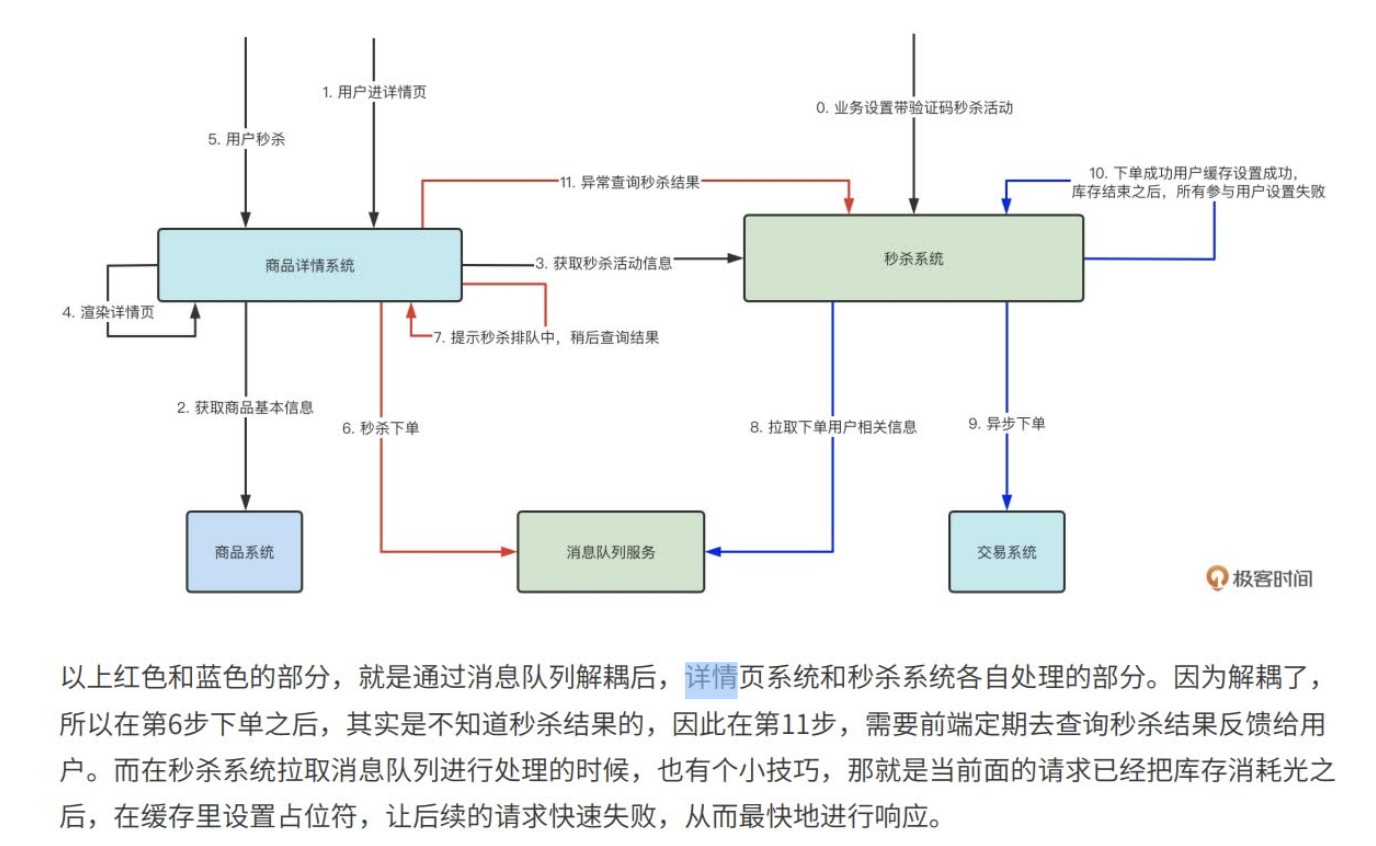 1. 用户进详情页
0. 业务设置带验证码秒杀活动
5. 用户秒杀
11. 异常查询秒杀结果
10. 下单成功用户缓存设置成功，
库存结束之后，所有参与用户设置失败
商品详情系统
3. 获取秒杀活动信息
秒杀系统
4. 渲染详情页
7. 提示秒杀排队中，稍后查询结果
2. 获取商品基本信息
6. 秒杀下单
8. 拉取下单用户相关信息
9. 异步下单
商品系统
消息队列服务
交易系统
极客时间
以上红色和蓝色的部分，就是通过消息队列解耦后，详情页系统和秒杀系统各自处理的部分。因为解耦了，
所以在第6步下单之后，其实是不知道秒杀结果的，因此在第11步，需要前端定期去查询秒杀结果反馈给用
户。而在秒杀系统拉取消息队列进行处理的时候，也有个小技巧，那就是当前面的请求已经把库存消耗光之
后，在缓存里设置占位符，让后续的请求快速失败，从而最快地进行响应。